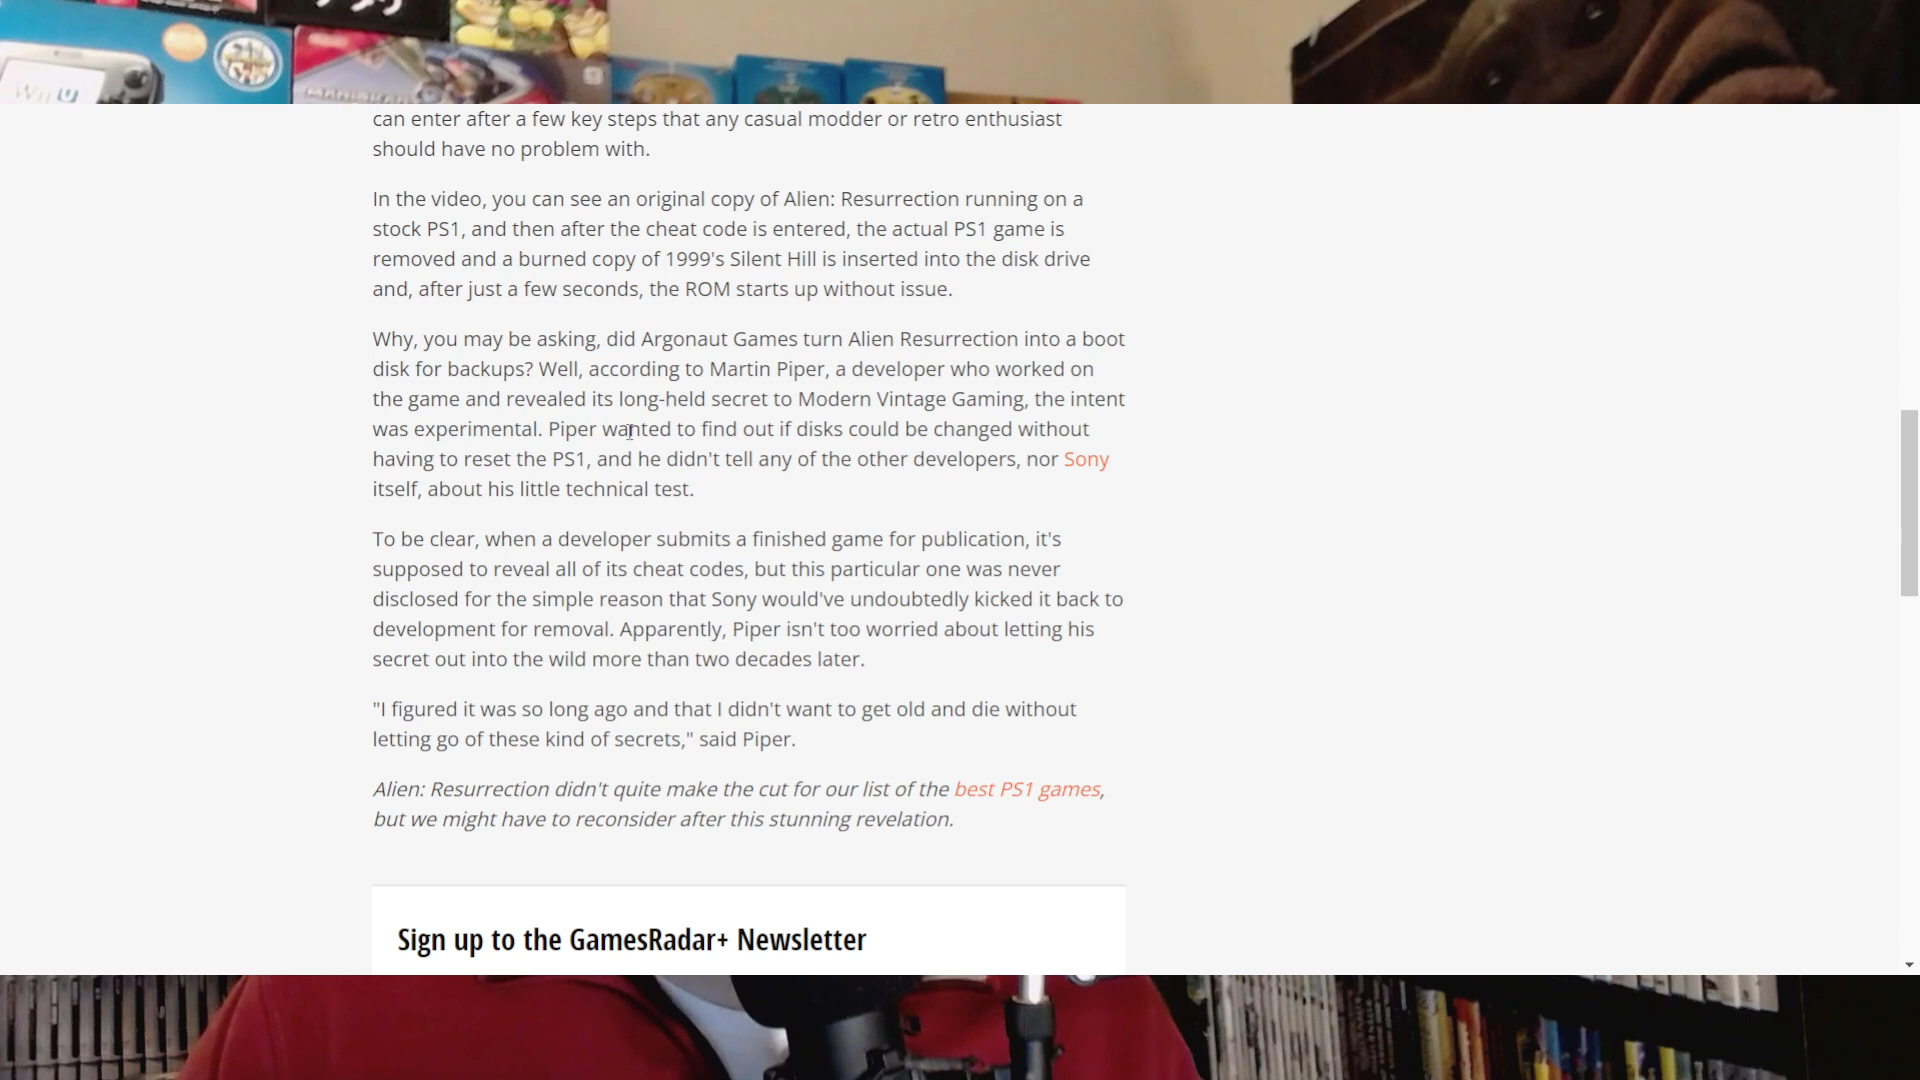 Wii U
can enter after a few key steps that any casual modder or retro enthusiast
should have no problem with.
In the video, you can see an original copy of Alien: Resurrection running on a
stock PS1, and then after the cheat code is entered, the actual PS1 game is
removed and a burned copy of 1999's Silent Hill is inserted into the disk drive
and, after just a few seconds, the ROM starts up without issue.
Why, you may be asking, did Argonaut Games turn Alien Resurrection into a boot
disk for backups? Well, according to Martin Piper, a developer who worked on
the game and revealed its long-held secret to Modern Vintage Gaming, the intent
was experimental. Piper wanted to find out if disks could be changed without
having to reset the PS1, and he didn't tell any of the other developers, nor Sony
itself, about his little technical test.
To be clear, when a developer submits a finished game for publication, it's
supposed to reveal all of its cheat codes, but this particular one was never
disclosed for the simple reason that Sony would've undoubtedly kicked it back to
development for removal. Apparently, Piper isn't too worried about letting his
secret out into the wild more than two decades later.
"I figured it was so long ago and that I didn't want to get old and die without
letting go of these kind of secrets," said Piper.
Alien: Resurrection didn't quite make the cut for our list of the best PS1 games,
but we might have to reconsider after this stunning revelation.
Sign up to the GamesRadar+ Newsletter